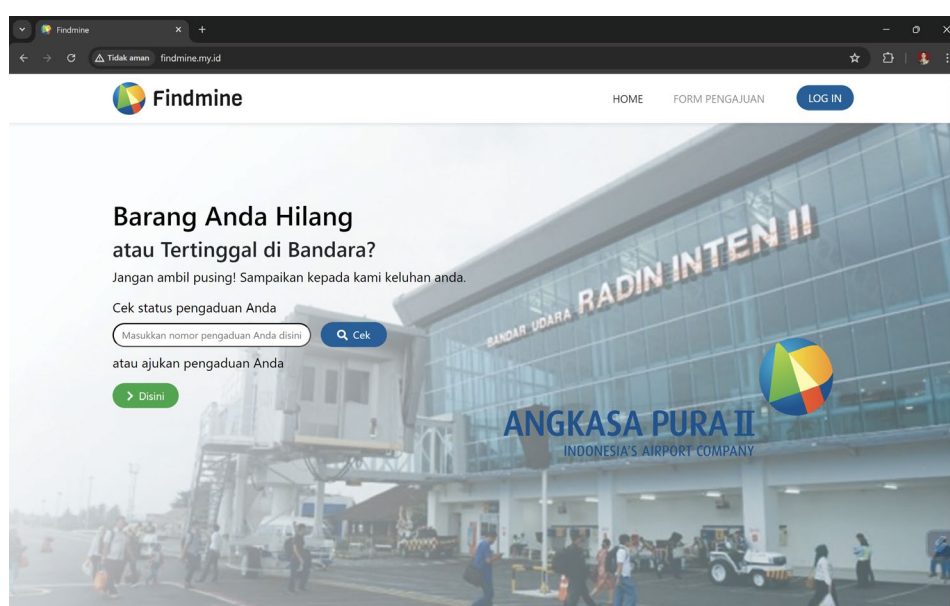 Findmine
Tidak aman findmine.my.id
Findmine HOME FORM PENGAJUAN LOG IN
Barang Anda Hilang
atau Tertinggal di Bandara?
Jangan ambil pusing! Sampaikan kepada kami keluhan anda.
Cek status pengaduan Anda
Masukkan nomor pengaduan Anda disini Cek
atau ajukan pengaduan Anda
Disini
BANDAR UDARA RADIN INTEN II
ANGKASA PURA II
INDONESIA'S AIRPORT COMPANY